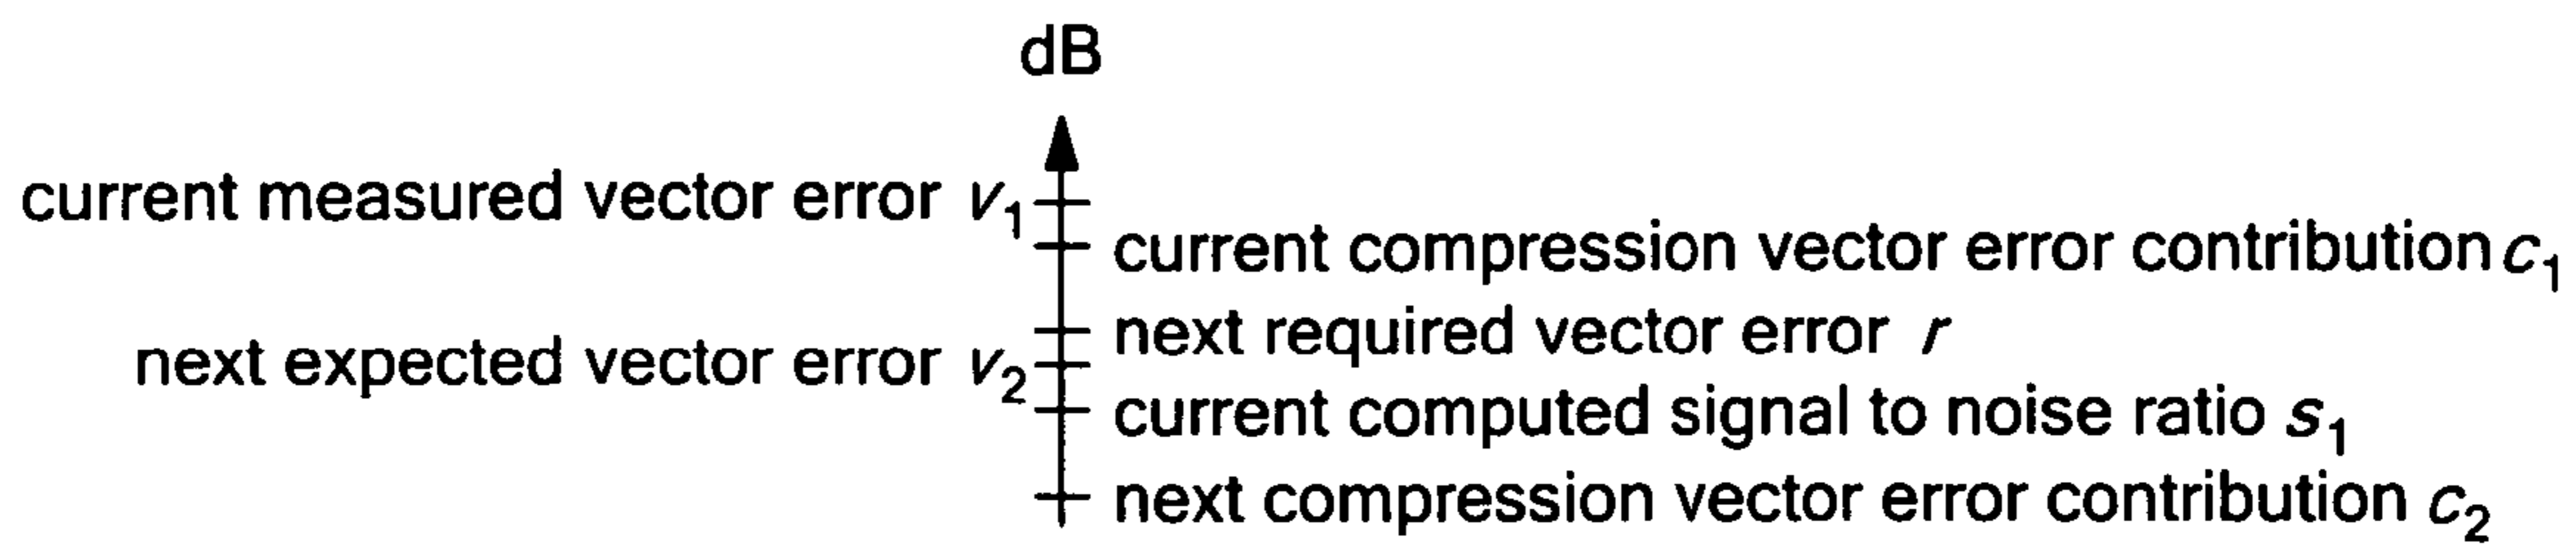 dB
current measured vector error v₁
current compression vector error contribution c₁
next required vector error r
next expected vector error v₂
current computed signal to noise ratio s₁
next compression vector error contribution c₂